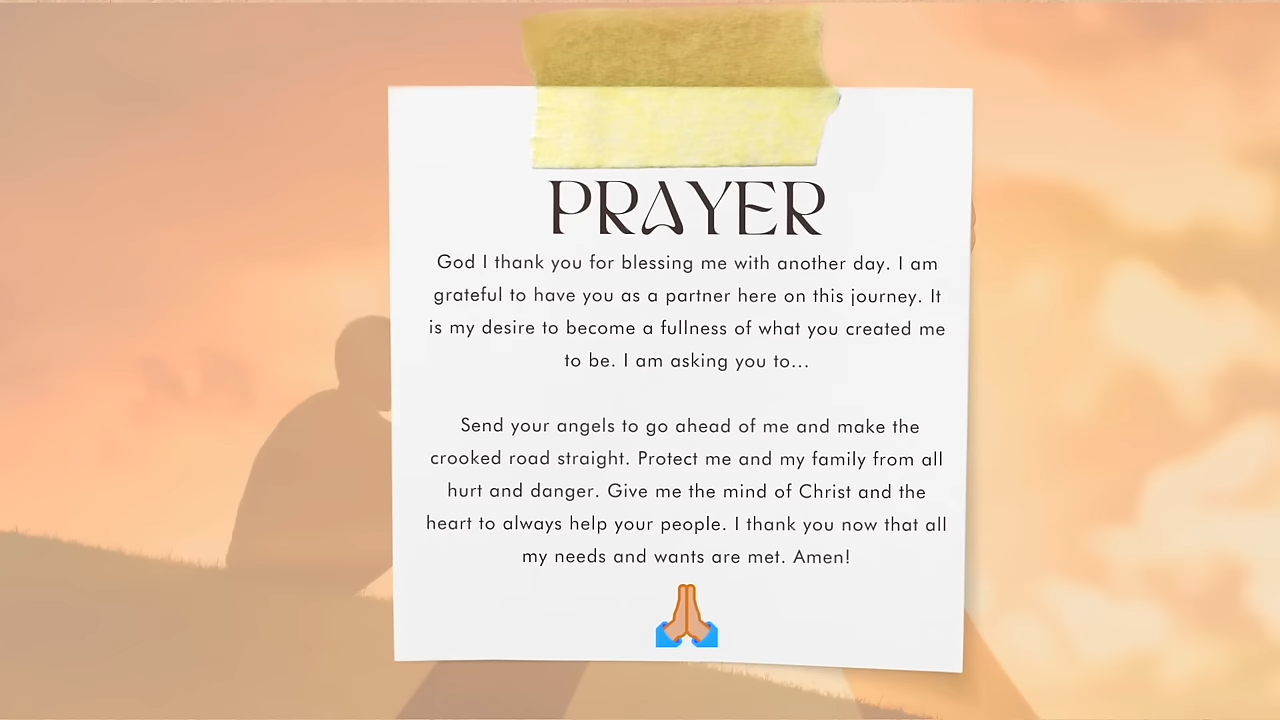 PRAYER
God I thank you for blessing me with another day. I am
grateful to have you as a partner here on this journey. It
is my desire to become a fullness of what you created me
to be. I am asking you to...
Send your angels to go ahead of me and make the
crooked road straight. Protect me and my family from all
hurt and danger. Give me the mind of Christ and the
heart to always help your people. I thank you now that all
my needs and wants are met. Amen!